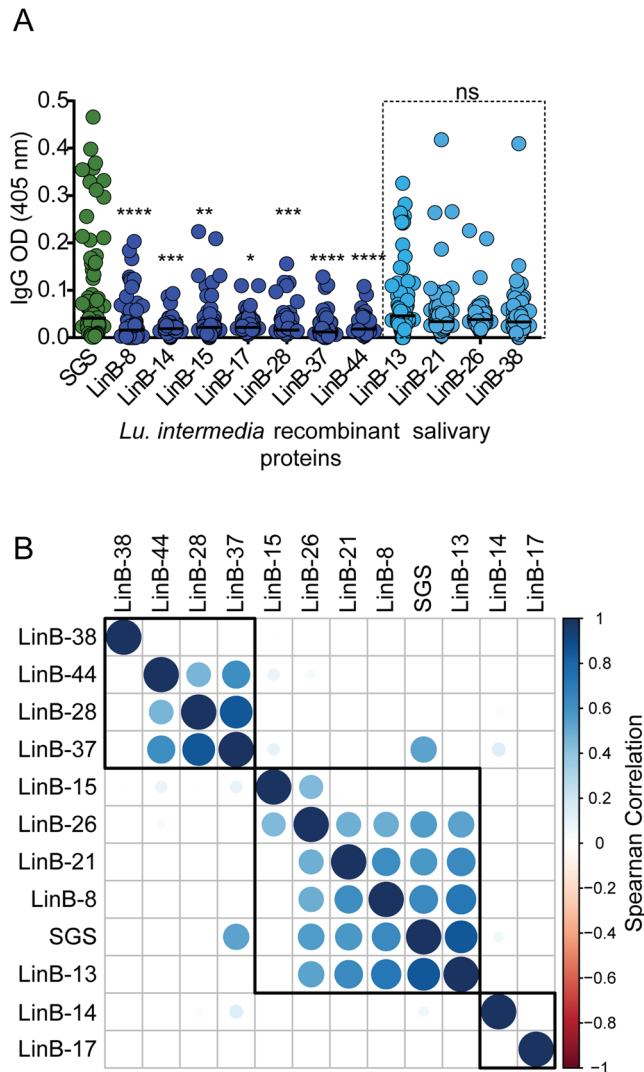 A
ns
0.5
0.4
0.3
0.2
0.1
0.0
IgG OD (405 nm)
**** *** ** * *** **** ****
SGS LinB-8 LinB-14 LinB-15 LinB-17 LinB-28 LinB-37 LinB-44 LinB-13 LinB-21 LinB-26 LinB-38
Lu. intermedia recombinant salivary
proteins
B
LinB-38 LinB-44 LinB-28 LinB-37 LinB-15 LinB-26 LinB-21 LinB-8 SGS LinB-13 LinB-14 LinB-17
LinB-38
LinB-44
LinB-28
LinB-37
LinB-15
LinB-26
LinB-21
LinB-8
SGS
LinB-13
LinB-14
LinB-17
1
0.8
0.6
0.4
0.2
0
−0.2
−0.4
−0.6
−0.8
−1
Spearman Correlation